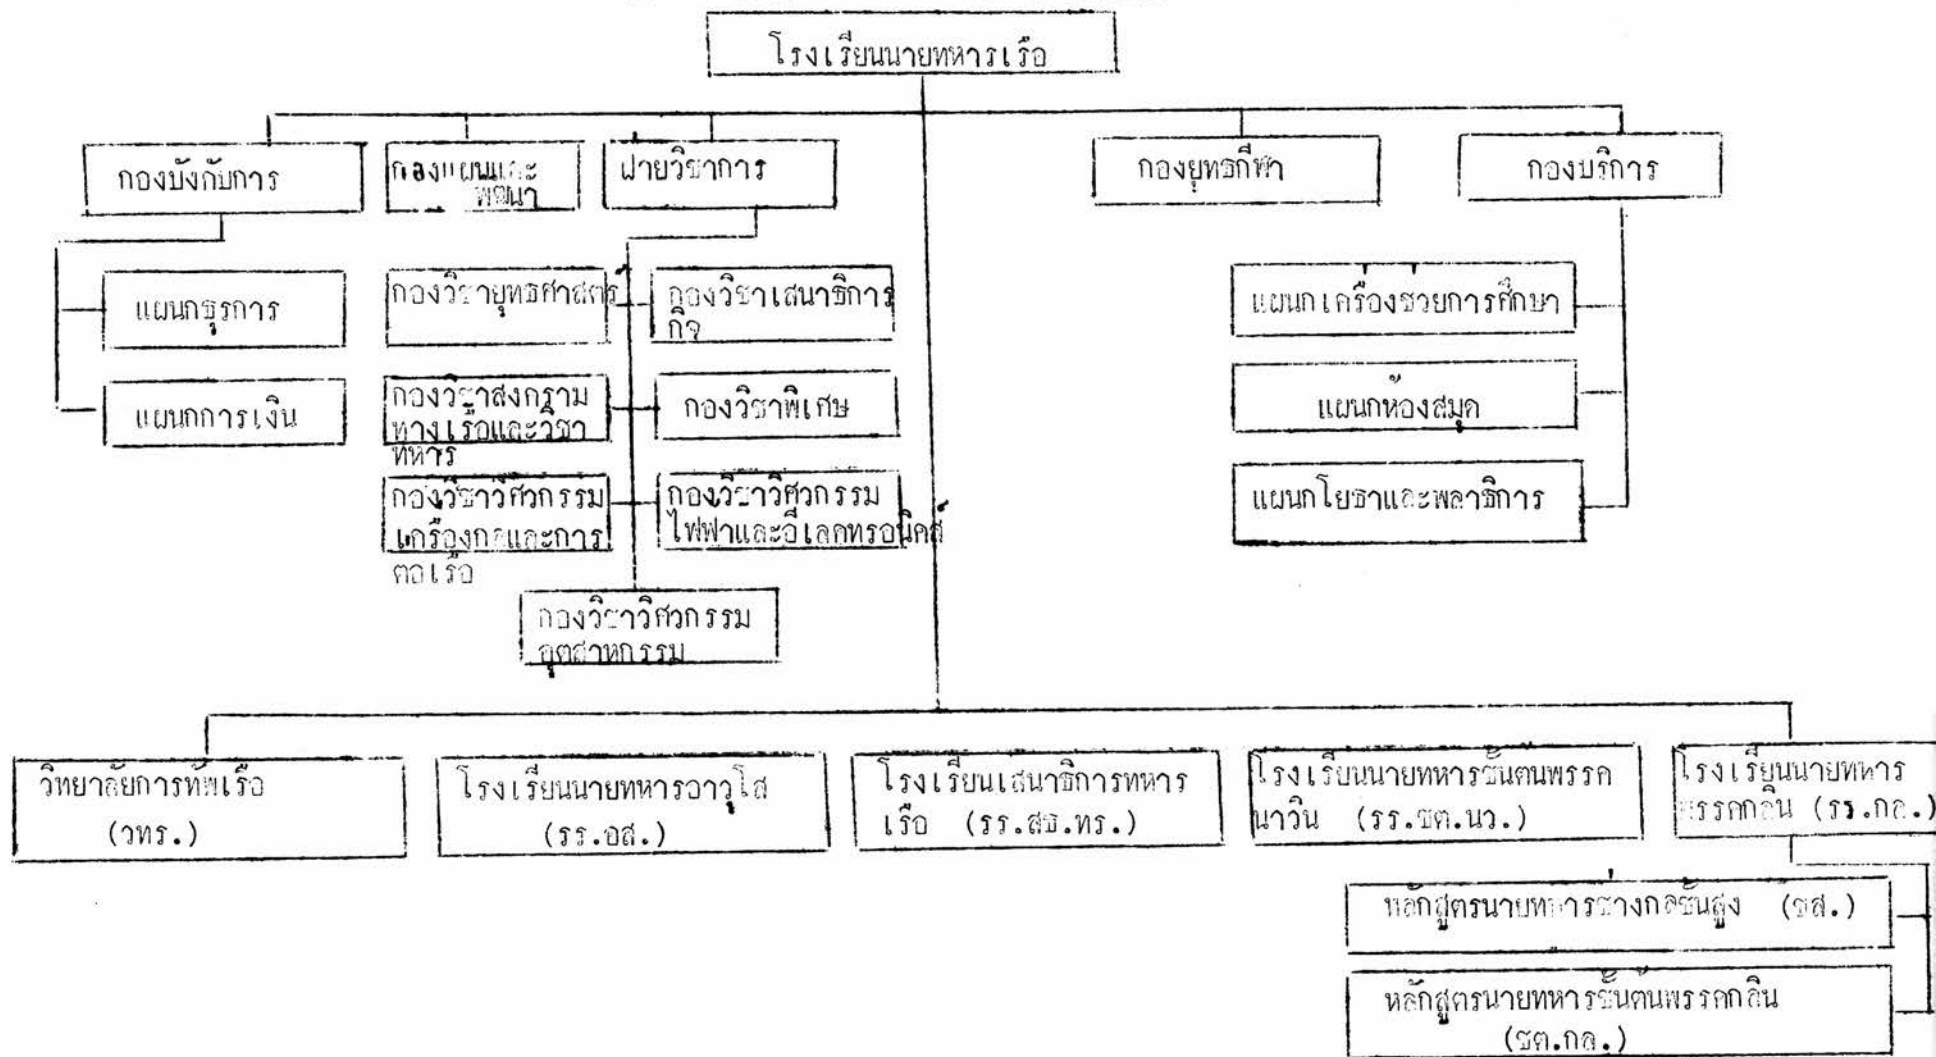 โรงเรียนนายทหารเรือ
กองบังกับการ
กองแผนและ
พัฒนา
ฝ่ายวิชาการ
กองยุทธกีฬา
กองบริการ
แผนกธุรการ
แผนกการเงิน
กองวิชายุทธศาสตร์
กองวิชาเสนาธิการ
กิจ
กองวิชาสงกราม
ทางเรือและวิชา
ทหาร
กองวิชาพิเศษ
กองวิชาวิศวกรรม
เครื่องกลและการ
ตอเรือ
กองวิชาวิศวกรรม
ไฟฟ้าและอีเลคทรอนิคส์
กองวิชาวิศวกรรม
อุตสาหกรรม
แผนกเครื่องช่วยการศึกษา
แผนกห้องสมุด
แผนกโยธาและพลาธิการ
วิทยาลัยการทัพเรือ
(วทร.)
โรงเรียนนายทหารอาวุโส
(รร.อส.)
โรงเรียนเสนาธิการทหาร
เรือ (รร.สธ.ทร.)
โรงเรียนนายทหารชั้นตนพรรค
นาวิน (รร.ชต.นว.)
โรงเรียนนายทหาร
พรรคกลิน (รร.กล.)
หลักสูตรนายทหารช่างกลชั้นสูง (ชส.)
หลักสูตรนายทหารชั้นต้นพรรคกลิน
(ชต.กล.)